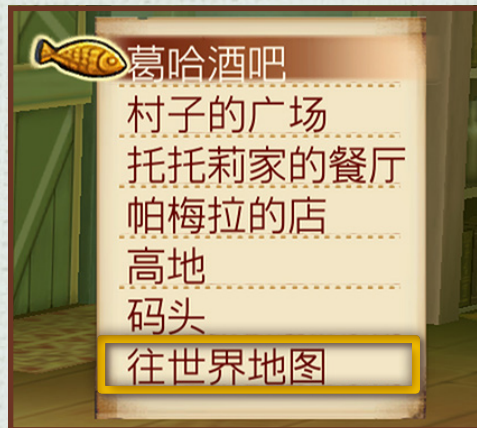 葛哈酒吧
村子的广场
托托莉家的餐厅
帕梅拉的店
高地
码头
往世界地图